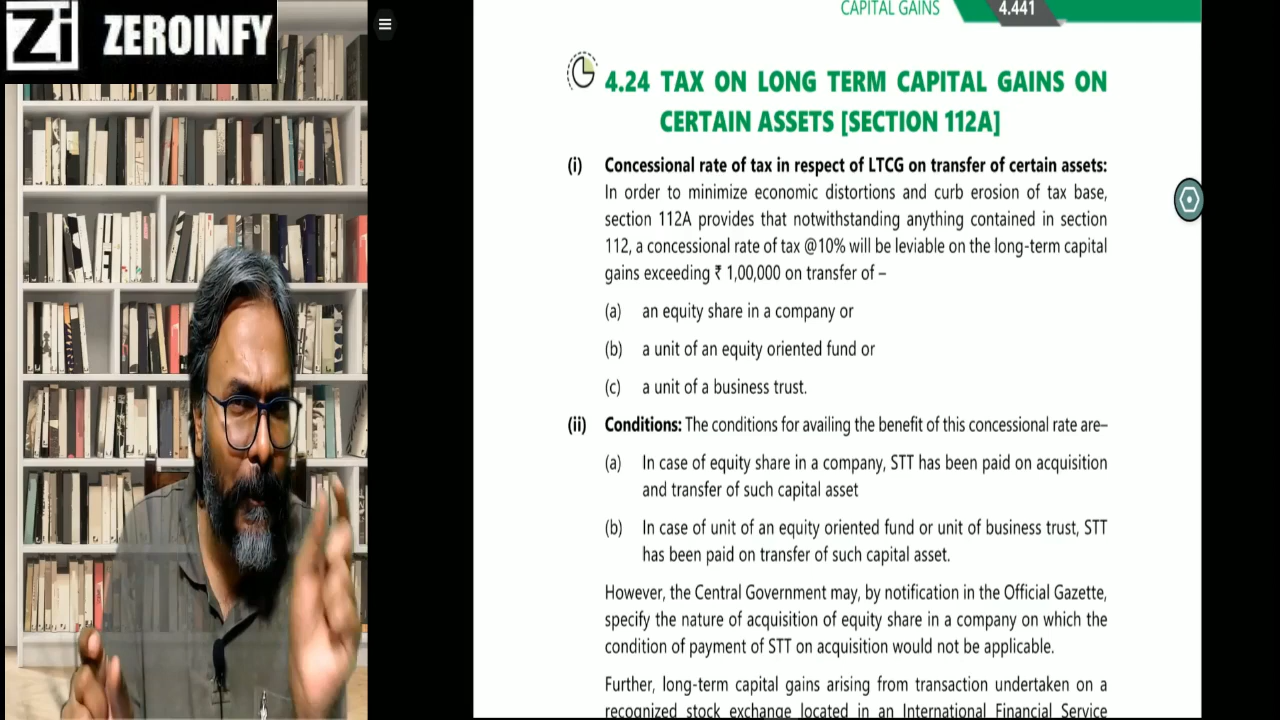 Zi ZEROINFY
CAPITAL GAINS 4.441
4.24 TAX ON LONG TERM CAPITAL GAINS ON
CERTAIN ASSETS [SECTION 112A]
(i) Concessional rate of tax in respect of LTCG on transfer of certain assets:
In order to minimize economic distortions and curb erosion of tax base,
section 112A provides that notwithstanding anything contained in section
112, a concessional rate of tax @10% will be leviable on the long-term capital
gains exceeding ₹ 1,00,000 on transfer of –
(a) an equity share in a company or
(b) a unit of an equity oriented fund or
(c) a unit of a business trust.
(ii) Conditions: The conditions for availing the benefit of this concessional rate are–
(a) In case of equity share in a company, STT has been paid on acquisition
and transfer of such capital asset
(b) In case of unit of an equity oriented fund or unit of business trust, STT
has been paid on transfer of such capital asset.
However, the Central Government may, by notification in the Official Gazette,
specify the nature of acquisition of equity share in a company on which the
condition of payment of STT on acquisition would not be applicable.
Further, long-term capital gains arising from transaction undertaken on a
recognized stock exchange located in an International Financial Service